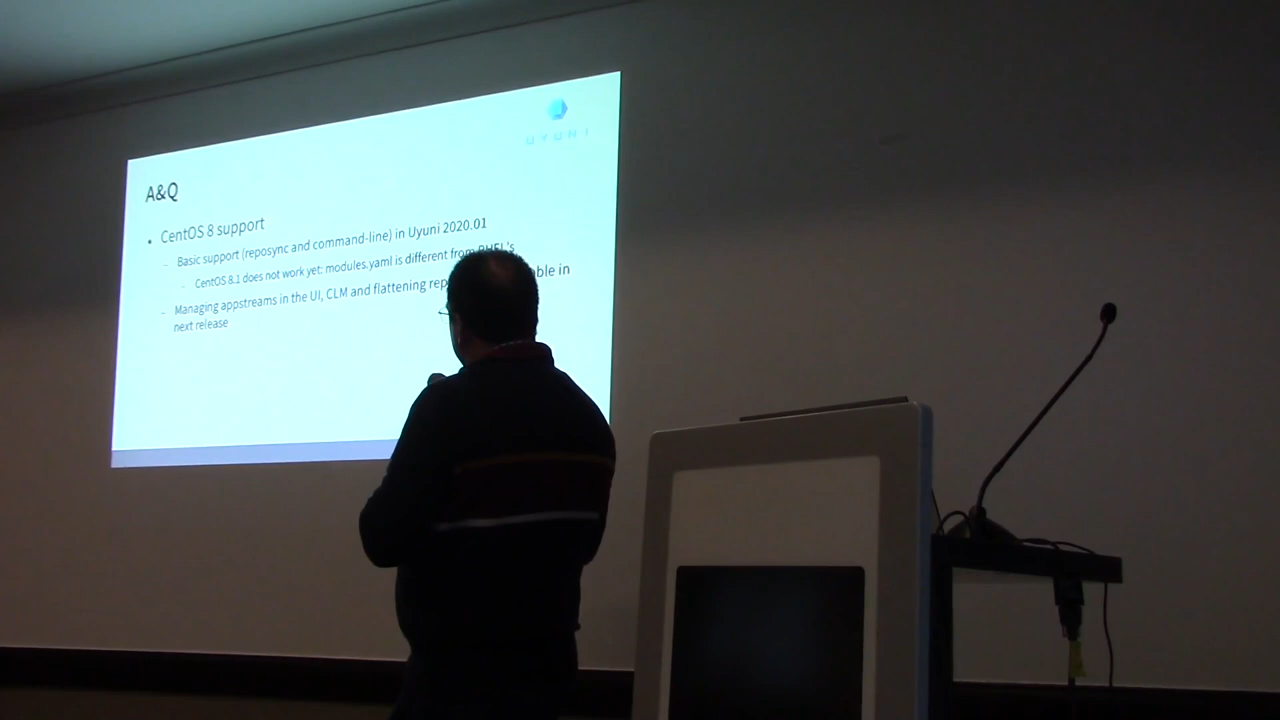 UYUNI
A&Q
• CentOS 8 support
– Basic support (reposync and command-line) in Uyuni 2020.01
– CentOS 8.1 does not work yet: modules.yaml is different from RHEL's
– Managing appstreams in the UI, CLM and flattening in
next release